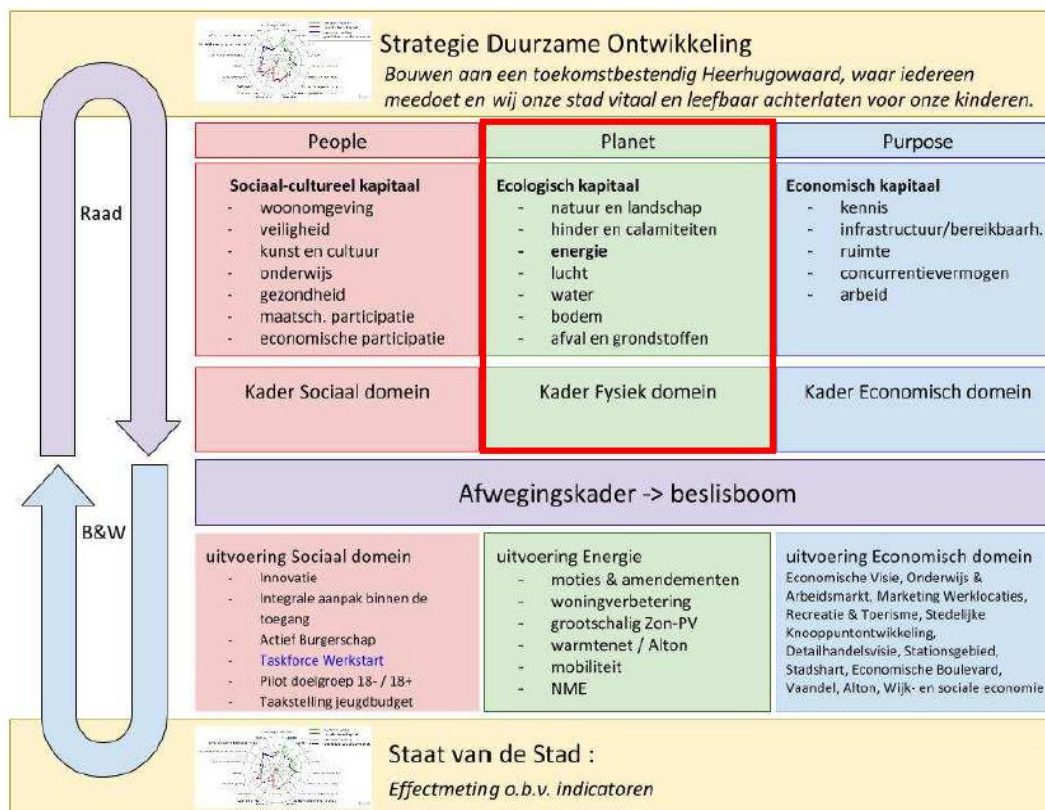 Strategie Duurzame Ontwikkeling
Bouwen aan een toekomstbestendig Heerhugowaard, waar iedereen
meedoet en wij onze stad vitaal en leefbaar achterlaten voor onze kinderen.
Raad
People
Sociaal-cultureel kapitaal
- woonomgeving
- veiligheid
- kunst en cultuur
- onderwijs
- gezondheid
- maatsch. participatie
- economische participatie
Kader Sociaal domein
Planet
Ecologisch kapitaal
- natuur en landschap
- hinder en calamiteiten
- energie
- lucht
- water
- bodem
- afval en grondstoffen
Kader Fysiek domein
Purpose
Economisch kapitaal
- kennis
- infrastructuur/bereikbaarh.
- ruimte
- concurrentievermogen
- arbeid
Kader Economisch domein
Afwegingskader -> beslisboom
B&W
uitvoering Sociaal domein
- Innovatie
- Integrale aanpak binnen de
toegang
- Actief Burgerschap
- Taskforce Werkstart
- Pilot doelgroep 18- / 18+
- Taakstelling jeugdbudget
uitvoering Energie
- moties & amendementen
- woningverbetering
- grootschalig Zon-PV
- warmtenet / Alton
- mobiliteit
- NME
uitvoering Economisch domein
Economische Visie, Onderwijs &
Arbeidsmarkt, Marketing Werklocaties,
Recreatie & Toerisme, Stedelijke
Knooppuntontwikkeling,
Detailhandelsvisie, Stationsgebied,
Stadshart, Economische Boulevard,
Vaandel, Alton, Wijk- en sociale economie
Staat van de Stad :
Effectmeting o.b.v. indicatoren